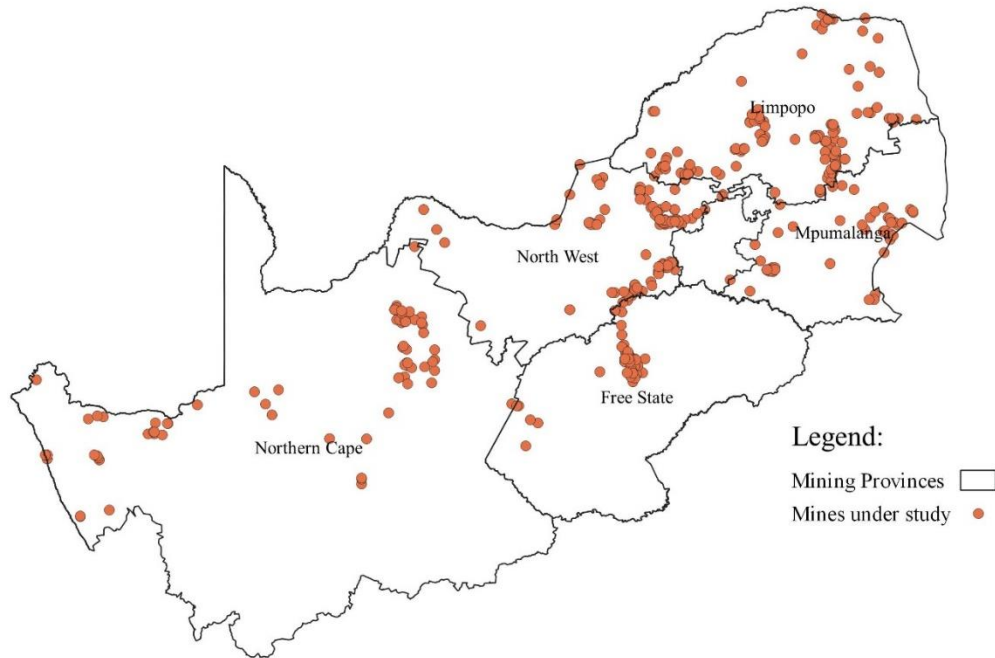 Limpopo
Mpumalanga
North West
Free State
Northern Cape
Legend:
Mining Provinces
Mines under study